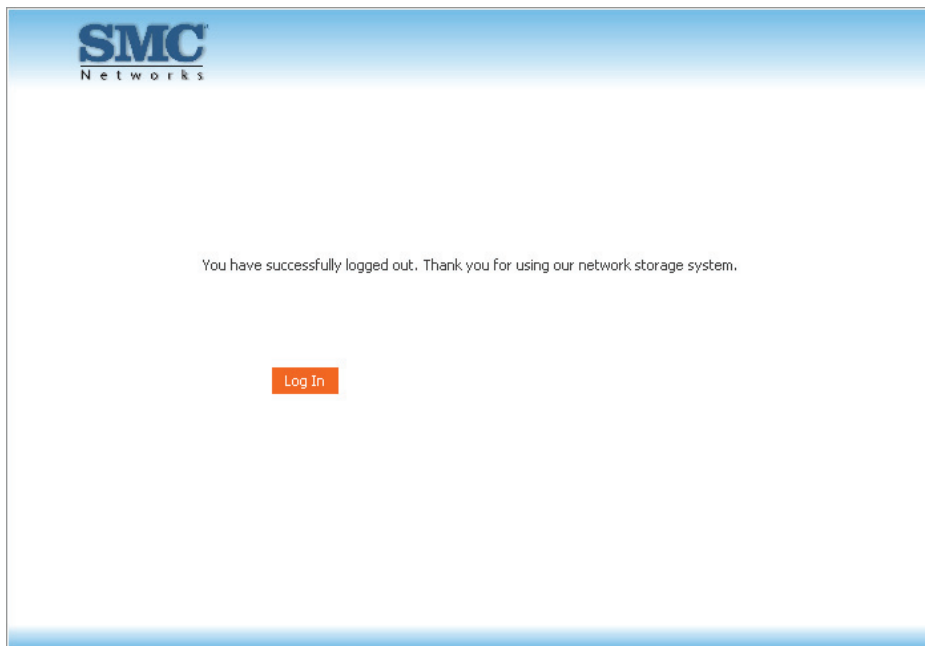 SMC
Networks
You have successfully logged out. Thank you for using our network storage system.
Log In